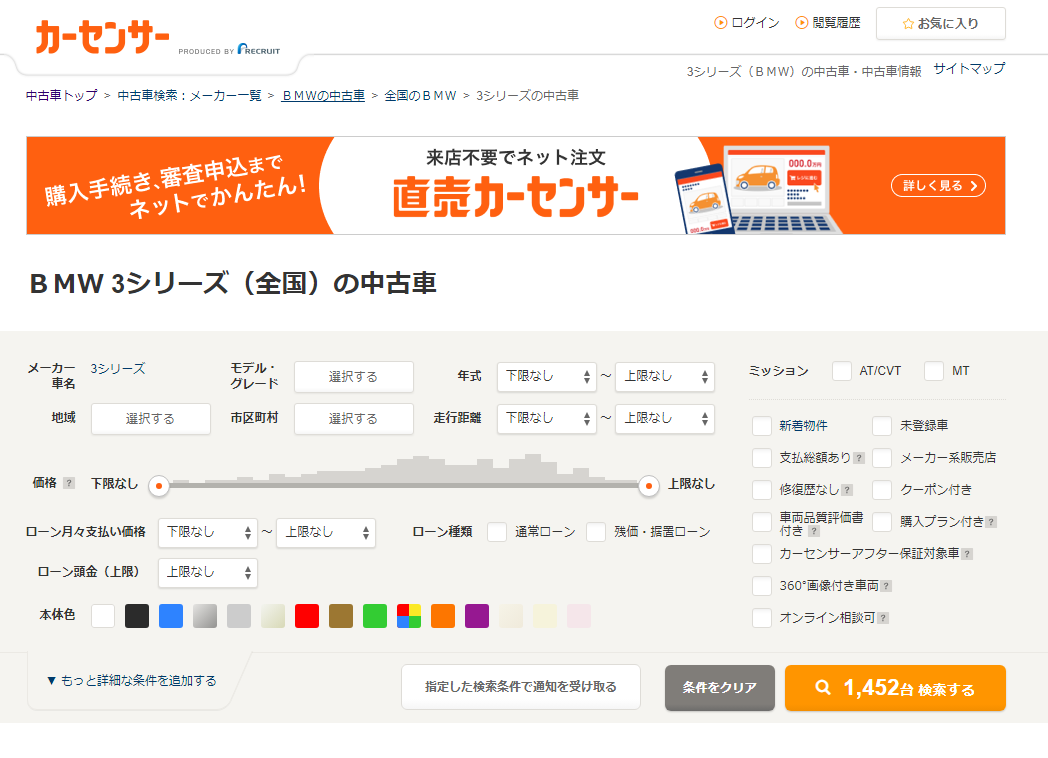 カーセンサー
PRODUCED BY RECRUIT
ログイン 閲覧履歴 お気に入り
3シリーズ（ＢＭＷ）の中古車・中古車情報 サイトマップ
中古車トップ > 中古車検索：メーカー一覧 > ＢＭＷの中古車 > 全国のＢＭＷ > 3シリーズの中古車
購入手続き、審査申込まで
ネットでかんたん！
来店不要でネット注文
直売カーセンサー
000.0万円
レジに進む
000.0
詳しく見る
ＢＭＷ 3シリーズ（全国）の中古車
メーカー
車名
3シリーズ
モデル・
グレード
選択する
年式 下限なし ～ 上限なし
地域 選択する
市区町村 選択する
走行距離 下限なし ～ 上限なし
価格 ? 下限なし 上限なし
ローン月々支払い価格 下限なし ～ 上限なし
ローン種類 通常ローン 残価・据置ローン
ローン頭金（上限） 上限なし
本体色
ミッション AT/CVT MT
新着物件 未登録車
支払総額あり ? メーカー系販売店
修復歴なし ? クーポン付き
車両品質評価書
付き ?
購入プラン付き ?
カーセンサーアフター保証対象車 ?
360°画像付き車両 ?
オンライン相談可 ?
▼ もっと詳細な条件を追加する
指定した検索条件で通知を受け取る
条件をクリア
1,452台 検索する